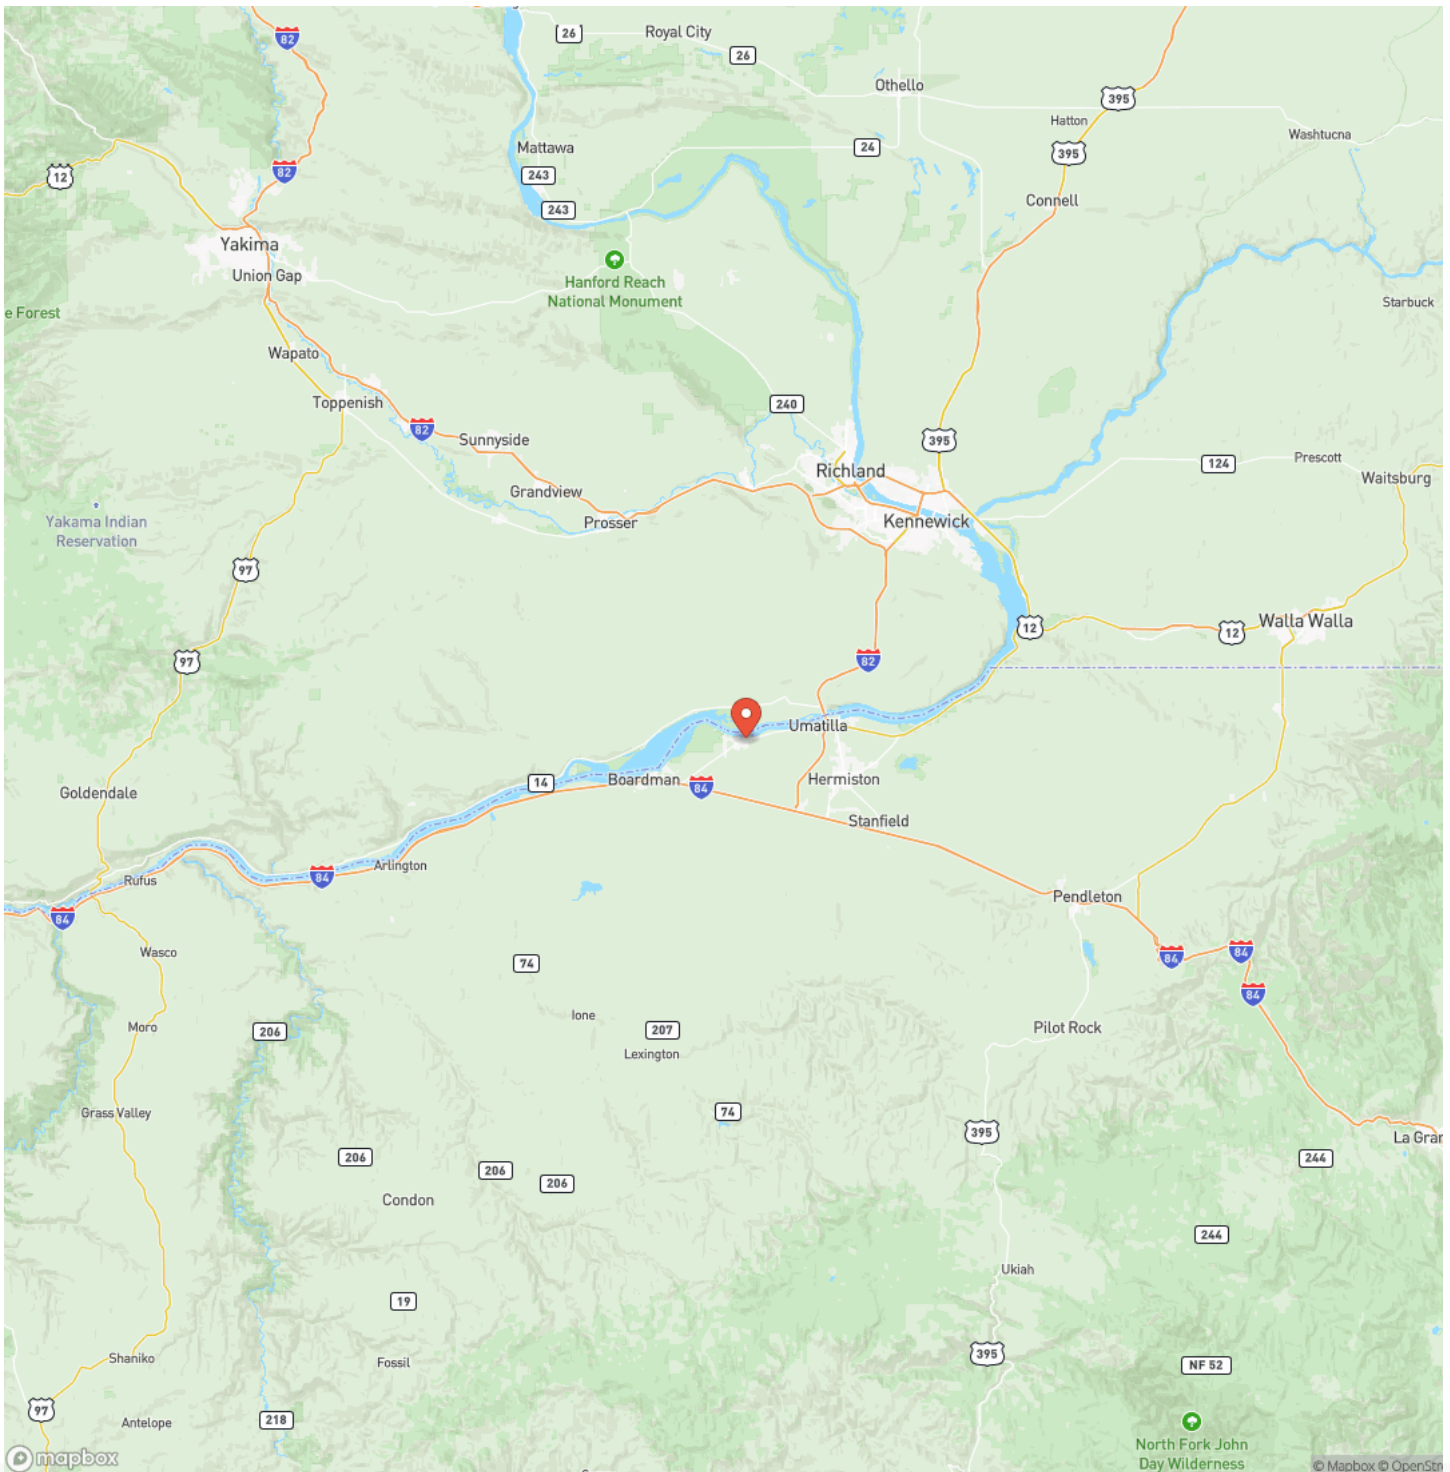 82
26
Royal City
26
Othello
395
Hatton
Washtucna
395
24
Mattawa
12
82
243
243
Connell
Yakima
Union Gap
Hanford Reach
National Monument
Starbuck
e Forest
Wapato
Toppenish
240
82
Sunnyside
395
Richland
124
Prescott
Waitsburg
Grandview
Prosser
Kennewick
Yakama Indian
Reservation
97
12
12
Walla Walla
97
82
Umatilla
Boardman
84
Hermiston
14
Goldendale
Stanfield
Arlington
84
Rufus
84
Pendleton
Wasco
84
84
84
74
Ione
207
Lexington
Moro
206
Pilot Rock
Grass Valley
74
395
La Gran
244
206
206
206
Condon
244
Ukiah
19
Shaniko
Fossil
395
NF 52
97
Antelope
218
North Fork John
Day Wilderness
mapbox
© Mapbox © OpenStr